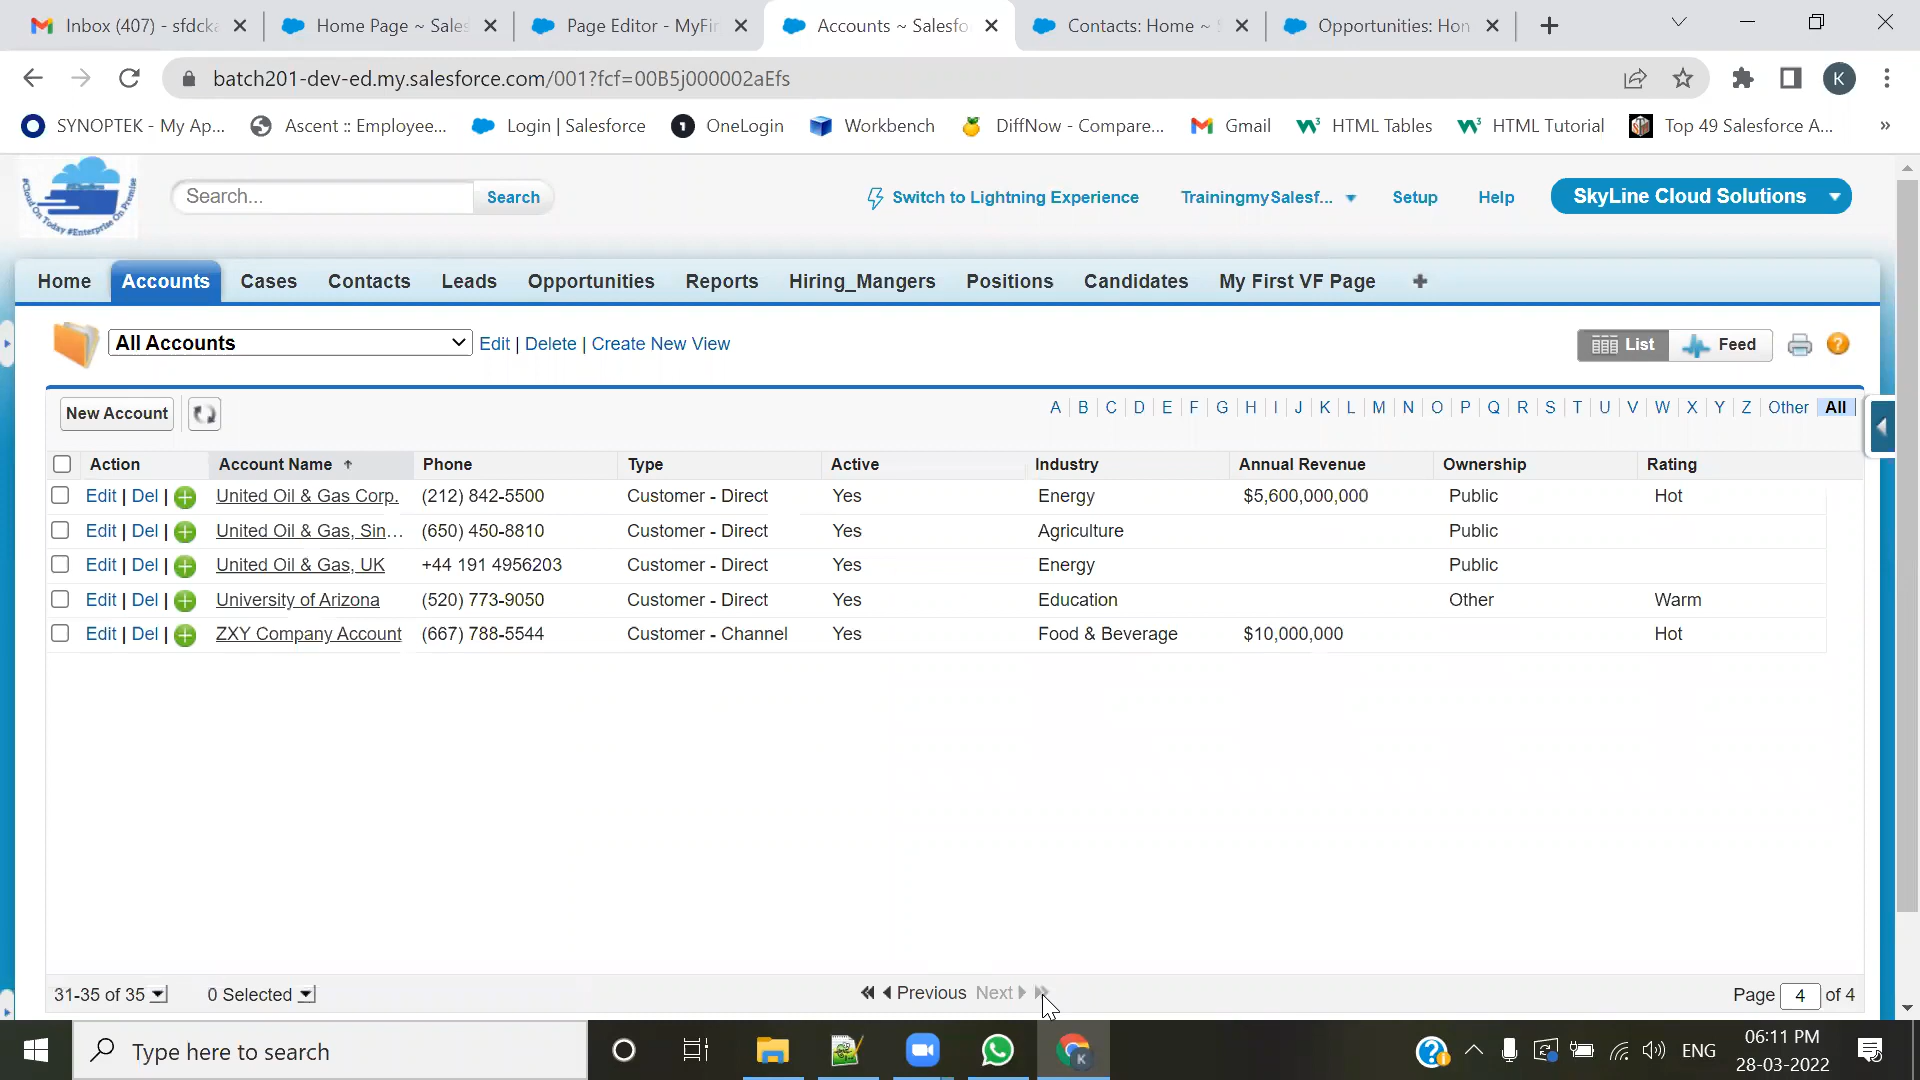 Inbox (407) - sfdcka
Home Page ~ Sales
Page Editor - MyFir
Accounts ~ Salesfo
Contacts: Home ~ S
Opportunities: Hon
batch201-dev-ed.my.salesforce.com/001?fcf=00B5j000002aEfs
K
SYNOPTEK - My Ap...
Ascent :: Employee...
Login | Salesforce
OneLogin
Workbench
DiffNow - Compare...
Gmail
HTML Tables
HTML Tutorial
Top 49 Salesforce A...
»
#Cloud On Today #Enterprise On Premise
Search...
Search
Switch to Lightning Experience
TrainingmySalesf...
Setup
Help
SkyLine Cloud Solutions
Home Accounts Cases Contacts Leads Opportunities Reports Hiring_Mangers Positions Candidates My First VF Page
All Accounts
Edit | Delete | Create New View
List
Feed
New Account
A | B | C | D | E | F | G | H | I | J | K | L | M | N | O | P | Q | R | S | T | U | V | W | X | Y | Z | Other | All
Action Account Name Phone Type Active Industry Annual Revenue Ownership Rating
Edit | Del | United Oil & Gas Corp. (212) 842-5500 Customer - Direct Yes Energy $5,600,000,000 Public Hot
Edit | Del | United Oil & Gas, Sin... (650) 450-8810 Customer - Direct Yes Agriculture Public
Edit | Del | United Oil & Gas, UK +44 191 4956203 Customer - Direct Yes Energy Public
Edit | Del | University of Arizona (520) 773-9050 Customer - Direct Yes Education Other Warm
Edit | Del | ZXY Company Account (667) 788-5544 Customer - Channel Yes Food & Beverage $10,000,000 Hot
31-35 of 35
0 Selected
Previous Next
Page 4 of 4
Type here to search
ENG
06:11 PM
28-03-2022